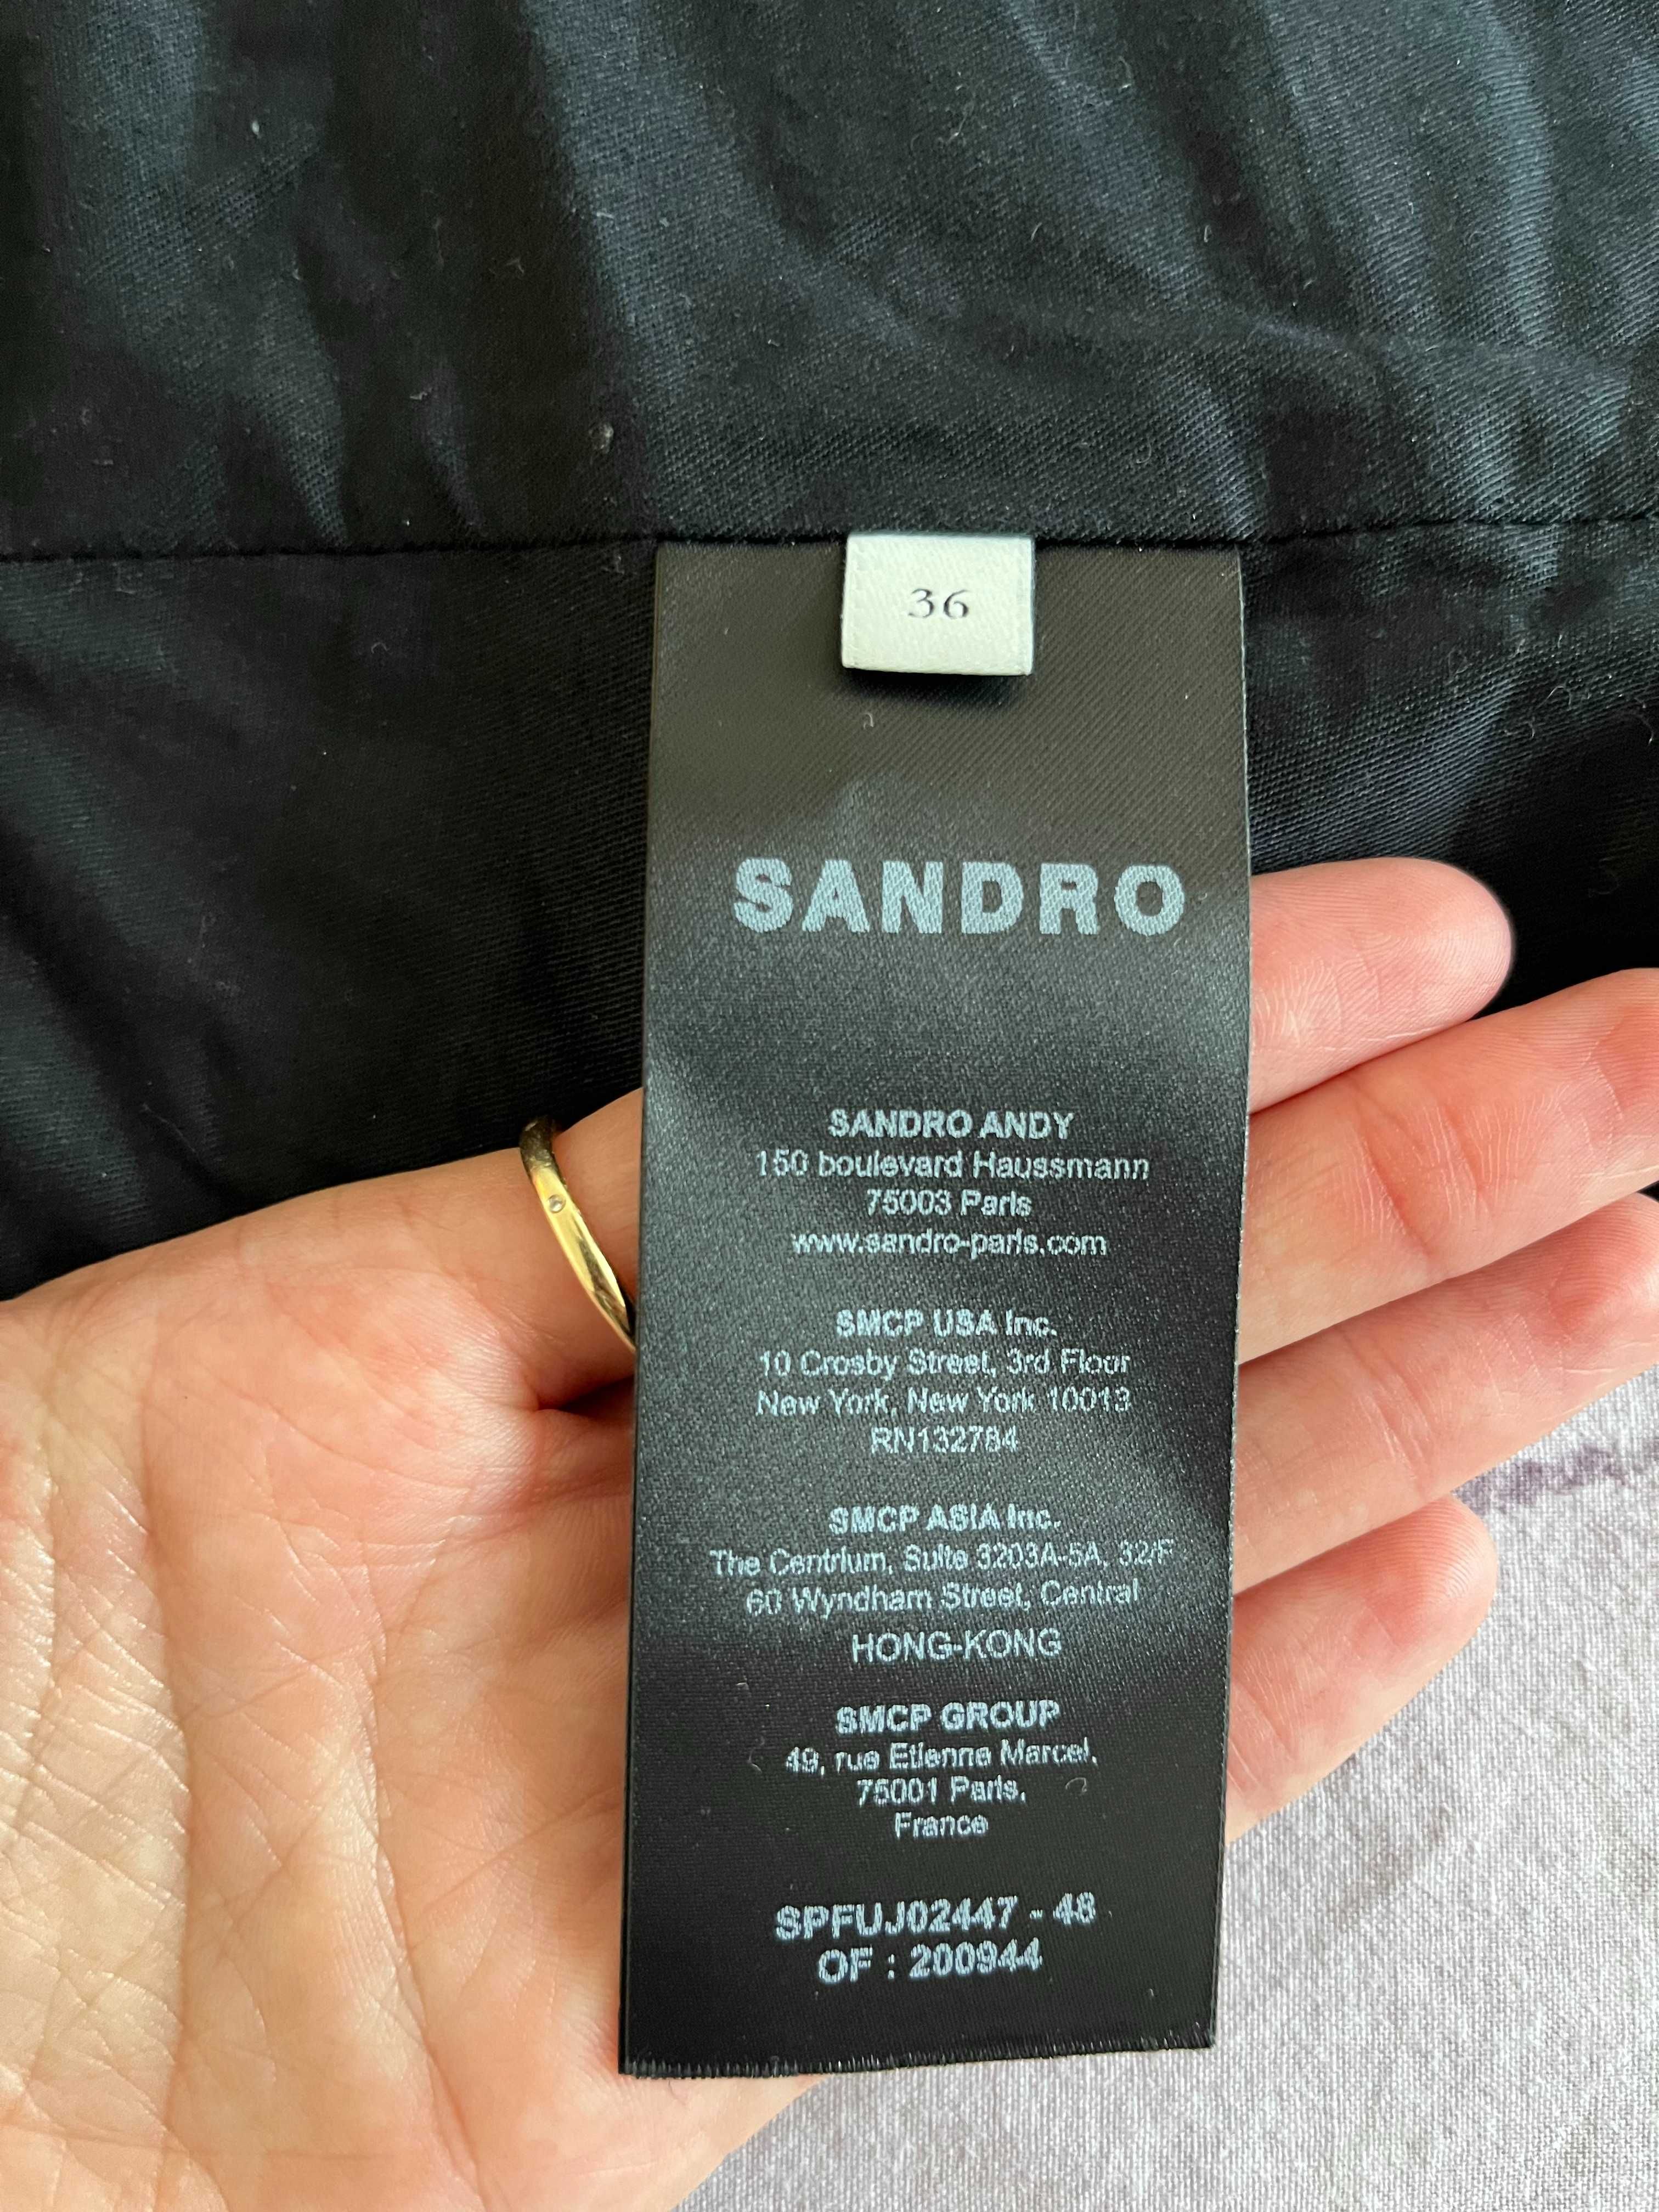 36
SANDRO
SANDRO ANDY
150 boulevard Haussmann
75003 Paris
www.sandro-paris.com
SMCP USA Inc.
10 Crosby Street, 3rd Floor
New York, New York 10013
RN132784
SMCP ASIA Inc.
The Centrium, Suite 3203A-5A, 32/F
60 Wyndham Street, Central
HONG-KONG
SMCP GROUP
49, rue Etienne Marcel,
75001 Paris,
France
SPFUJ02447 - 48
OF : 200944